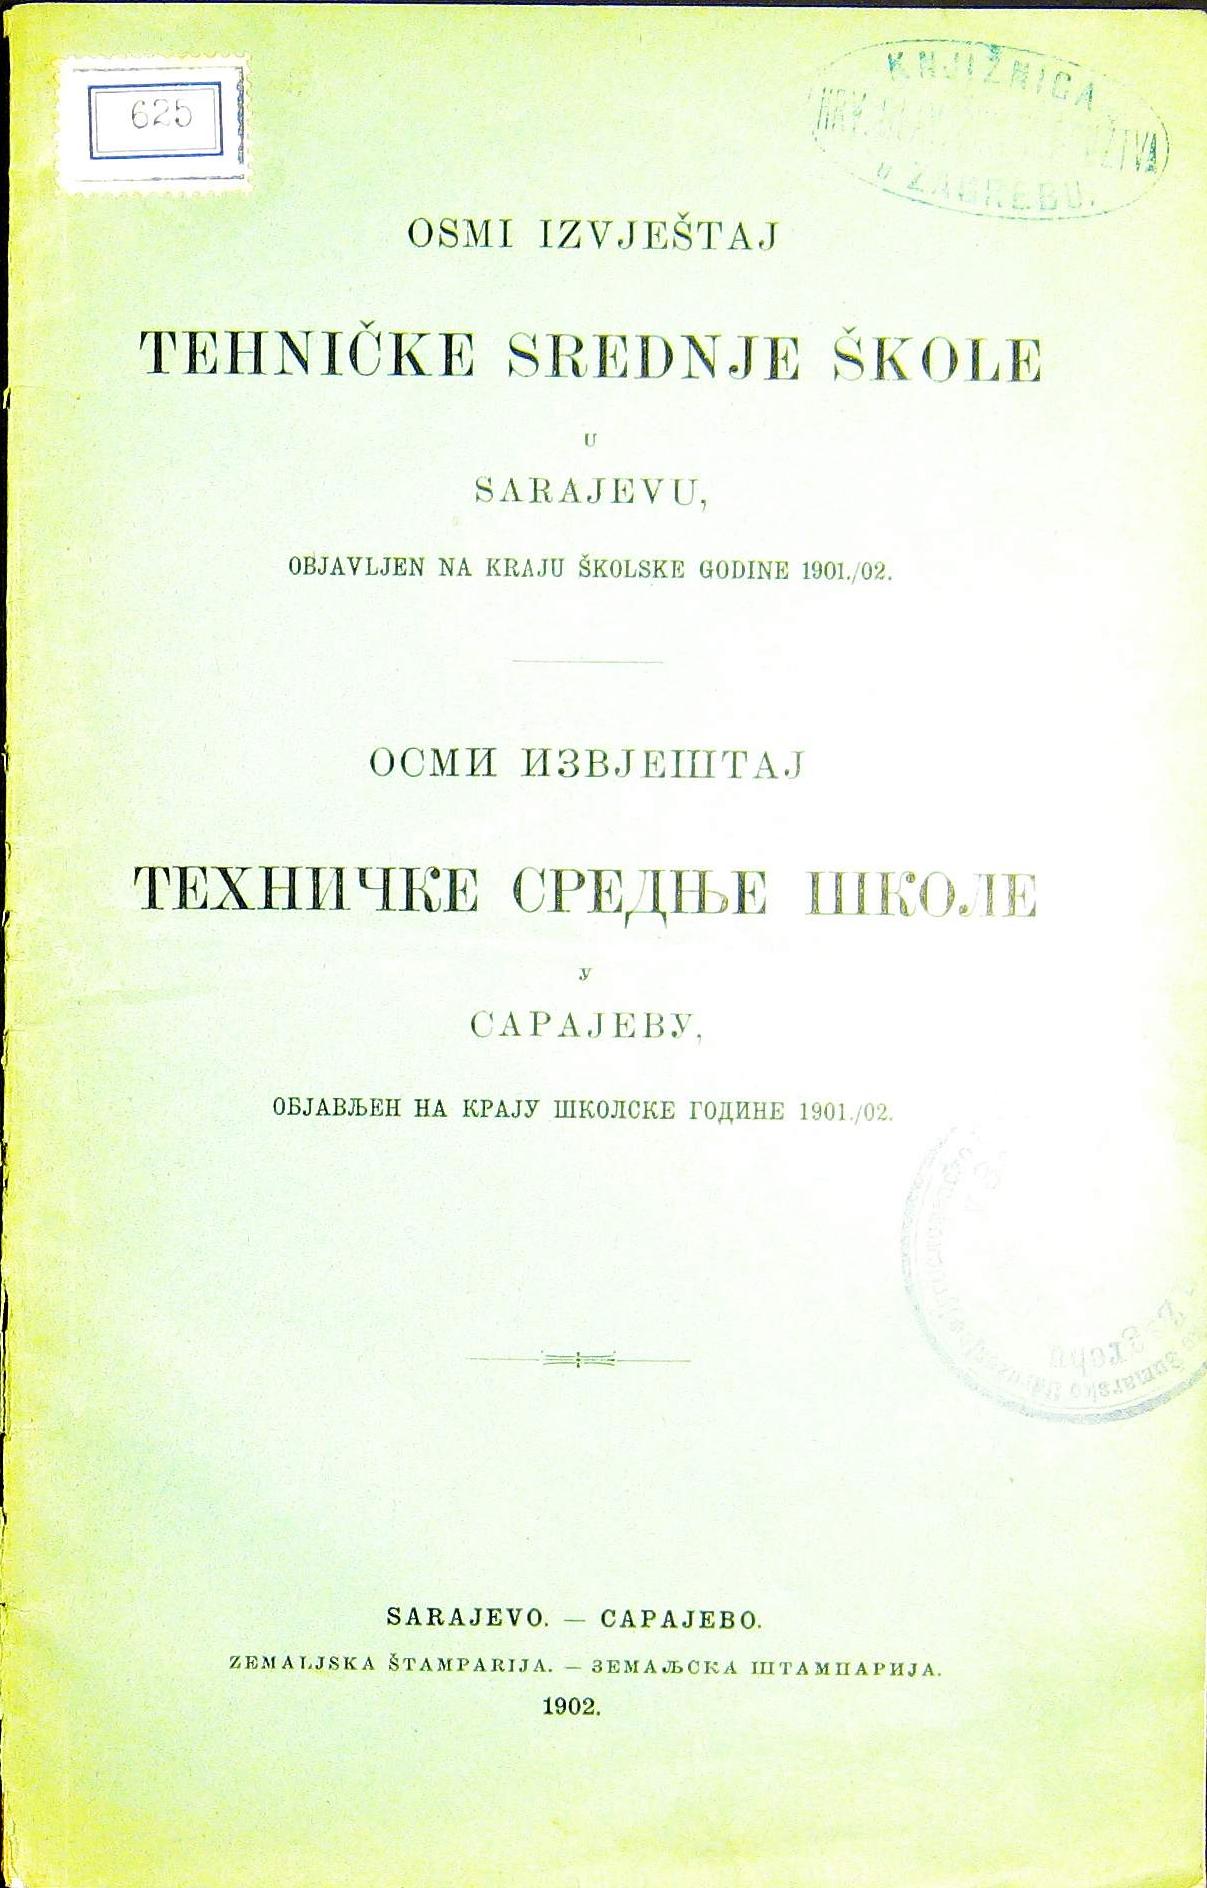 625
KNJIŽNICA
U ZAGREBU.
OSMI IZVJEŠTAJ
TEHNIČKE SREDNJE ŠKOLE
U
SARAJEVU,
OBJAVLJEN NA KRAJU ŠKOLSKE GODINE 1901./02.
ОСМИ ИЗВЈЕШТАЈ
ТЕХНИЧКЕ СРЕДЊЕ ШКОЛЕ
У
САРАЈЕВУ,
ОБЈАВЉЕН НА КРАЈУ ШКОЛСКЕ ГОДИНЕ 1901./02.
SARAJEVO. — САРАЈЕВО.
ZEMALJSKA ŠTAMPARIJA. — ЗЕМАЉСКА ШТАМПАРИЈА.
1902.